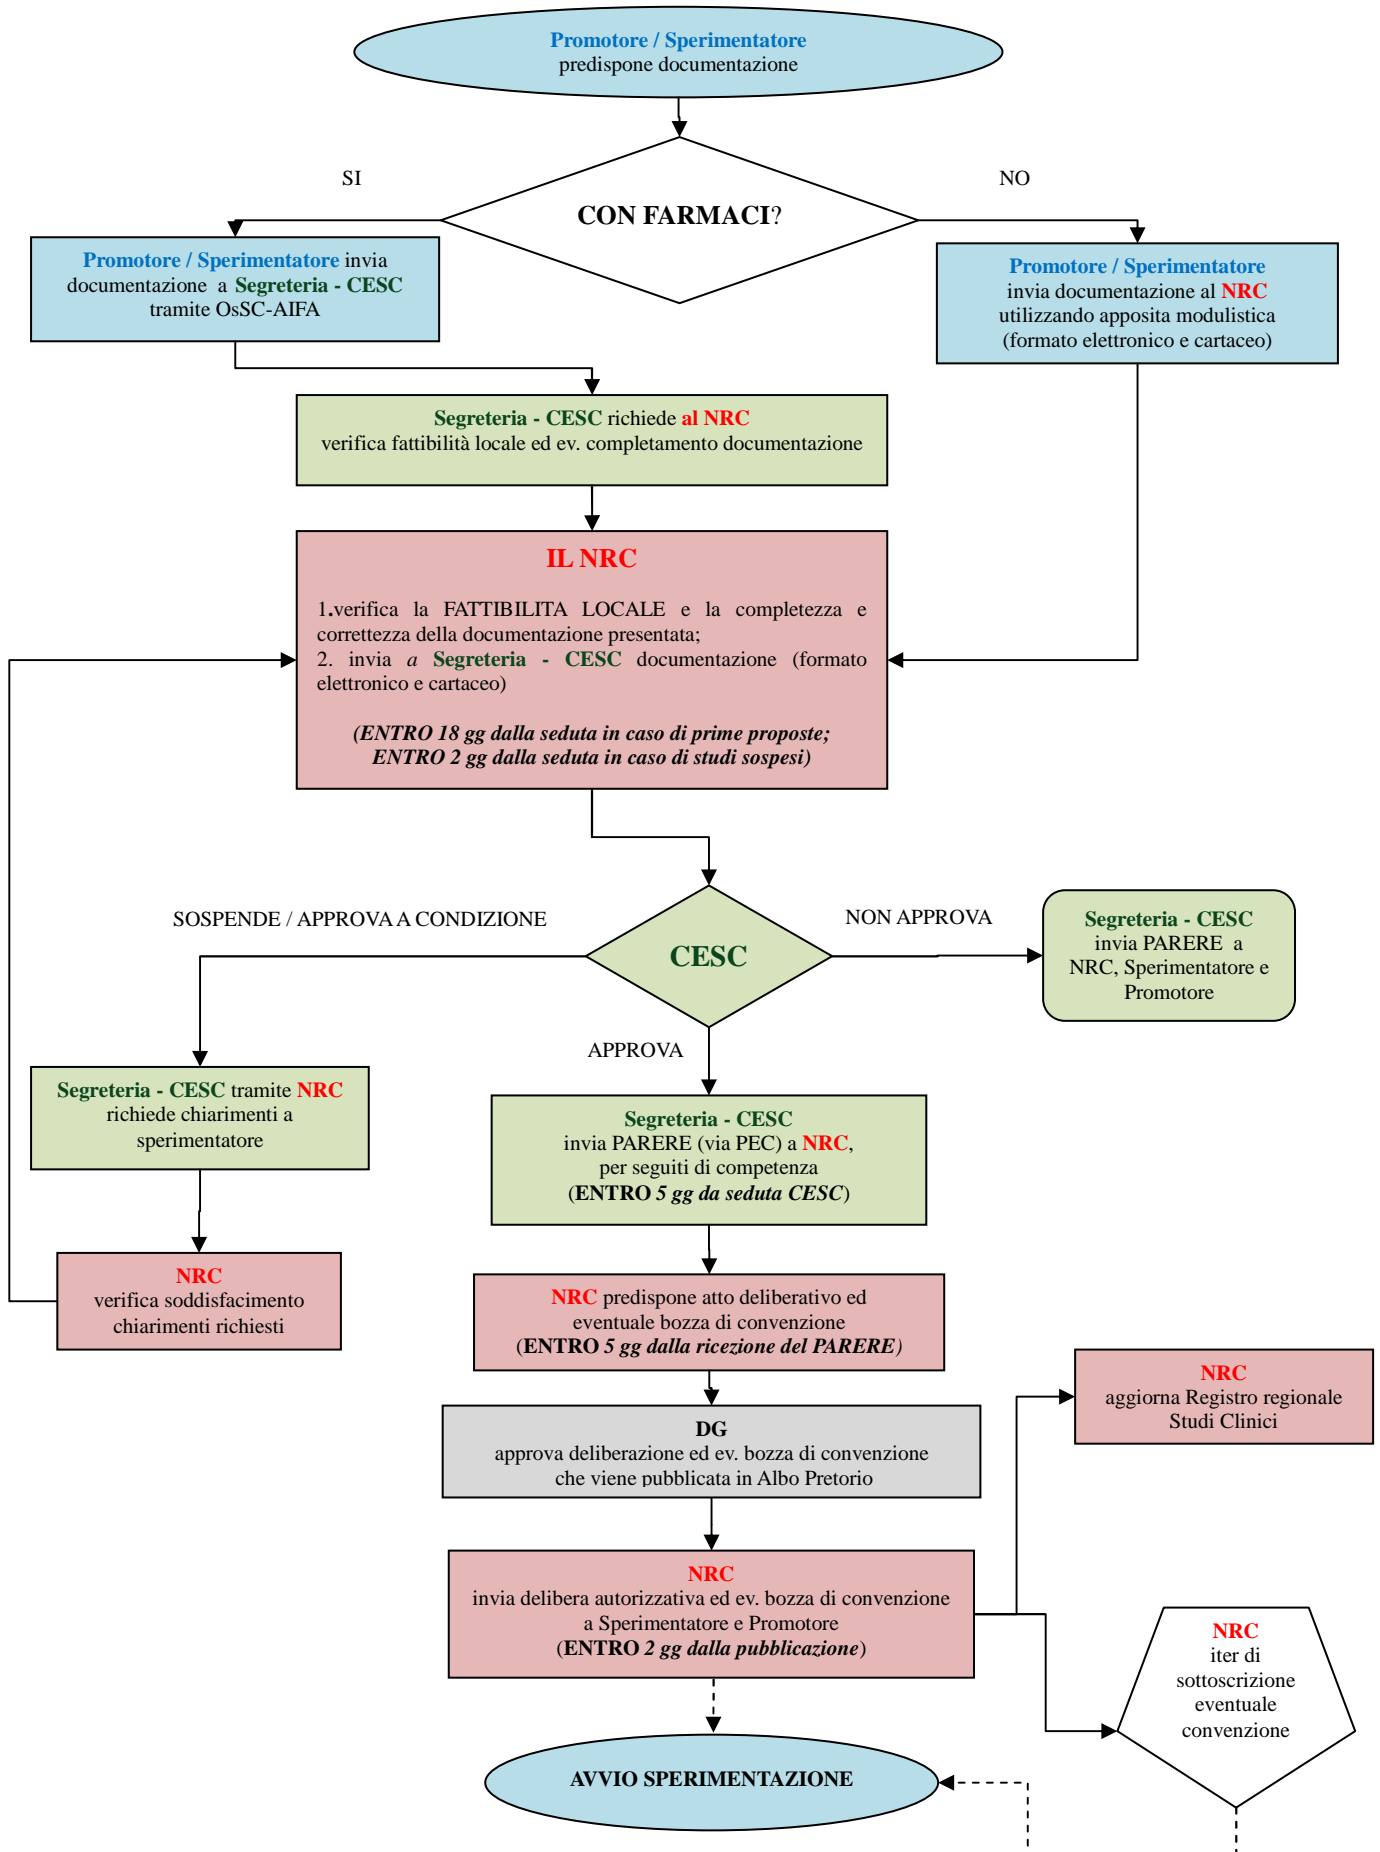 Promotore / Sperimentatore
predispone documentazione
SI
NO
CON FARMACI?
Promotore / Sperimentatore invia
documentazione a Segreteria - CESC
tramite OsSC-AIFA
Promotore / Sperimentatore
invia documentazione al NRC
utilizzando apposita modulistica
(formato elettronico e cartaceo)
Segreteria - CESC richiede al NRC
verifica fattibilità locale ed ev. completamento documentazione
IL NRC
1.verifica la FATTIBILITA LOCALE e la completezza e
correttezza della documentazione presentata;
2. invia a Segreteria - CESC documentazione (formato
elettronico e cartaceo)
(ENTRO 18 gg dalla seduta in caso di prime proposte;
ENTRO 2 gg dalla seduta in caso di studi sospesi)
SOSPENDE / APPROVA A CONDIZIONE
NON APPROVA
CESC
Segreteria - CESC
invia PARERE a
NRC, Sperimentatore e
Promotore
APPROVA
Segreteria - CESC tramite NRC
richiede chiarimenti a
sperimentatore
Segreteria - CESC
invia PARERE (via PEC) a NRC,
per seguiti di competenza
(ENTRO 5 gg da seduta CESC)
NRC
verifica soddisfacimento
chiarimenti richiesti
NRC predispone atto deliberativo ed
eventuale bozza di convenzione
(ENTRO 5 gg dalla ricezione del PARERE)
NRC
aggiorna Registro regionale
Studi Clinici
DG
approva deliberazione ed ev. bozza di convenzione
che viene pubblicata in Albo Pretorio
NRC
invia delibera autorizzativa ed ev. bozza di convenzione
a Sperimentatore e Promotore
(ENTRO 2 gg dalla pubblicazione)
NRC
iter di
sottoscrizione
eventuale
convenzione
AVVIO SPERIMENTAZIONE